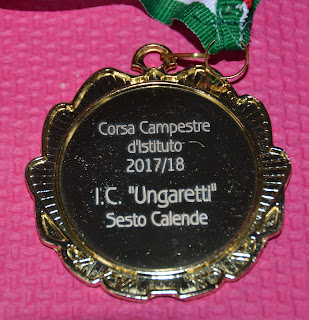 Corsa Campestre
d'Istituto
2017/18
I.C. "Ungaretti"
Sesto Calende